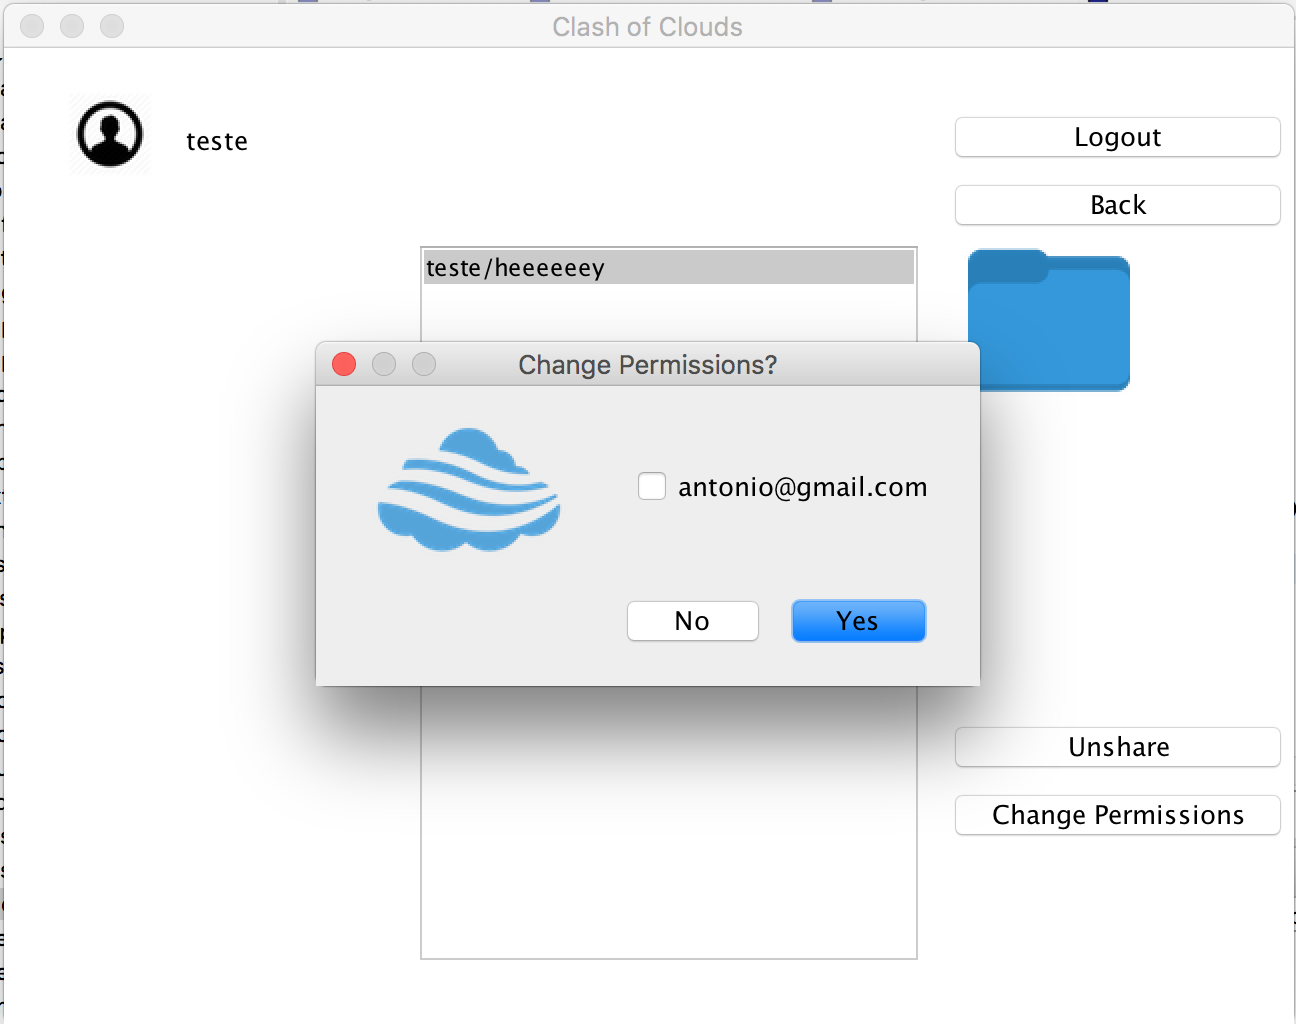 Clash of Clouds
teste
Logout
Back
teste/heeeeeey
Change Permissions?
antonio@gmail.com
No
Yes
Unshare
Change Permissions